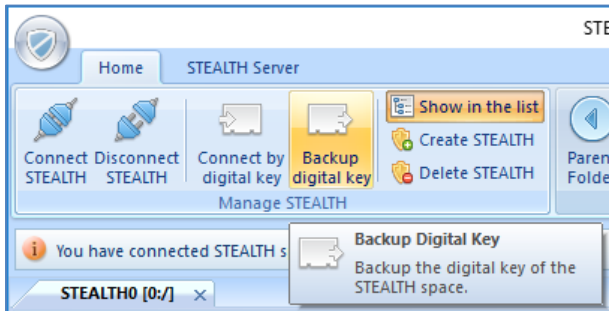 STE
Home
STEALTH Server
Connect STEALTH
Disconnect STEALTH
Connect by digital key
Backup digital key
Show in the list
Create STEALTH
Delete STEALTH
Paren
Folde
Manage STEALTH
You have connected STEALTH s
Backup Digital Key
Backup the digital key of the
STEALTH space.
STEALTH0 [0:/]